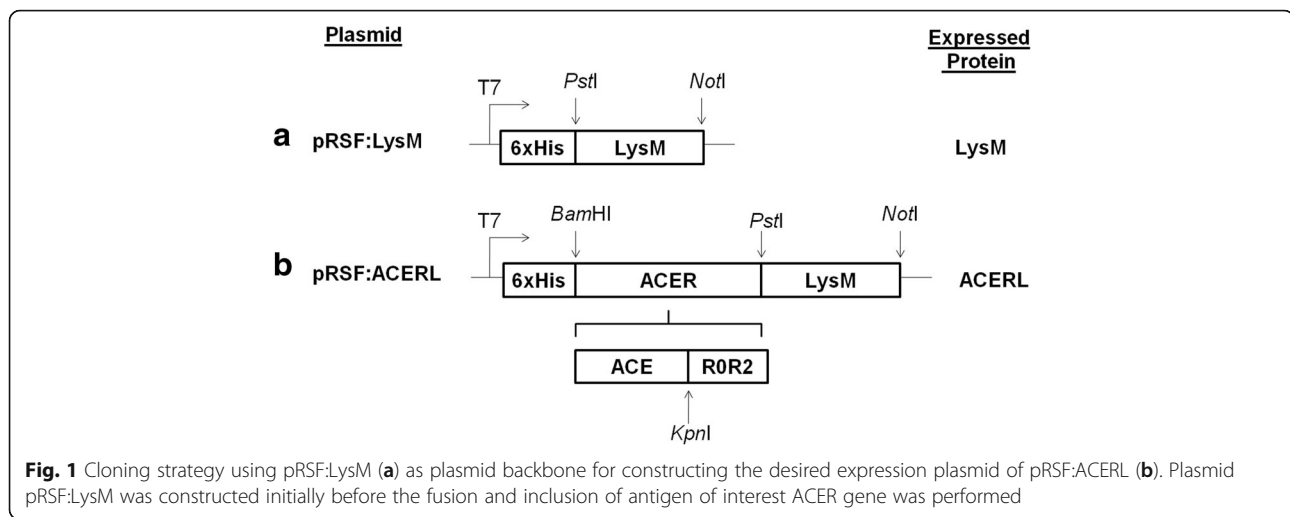 Plasmid
Expressed
Protein
T7
PstI
NotI
a pRSF:LysM
6xHis
LysM
LysM
T7
BamHI
PstI
NotI
b pRSF:ACERL
6xHis
ACER
LysM
ACERL
ACE
R0R2
KpnI
Fig. 1 Cloning strategy using pRSF:LysM (a) as plasmid backbone for constructing the desired expression plasmid of pRSF:ACERL (b). Plasmid
pRSF:LysM was constructed initially before the fusion and inclusion of antigen of interest ACER gene was performed